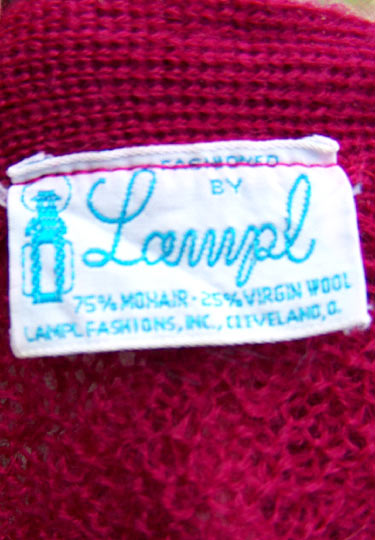 FASHIONED
BY
Lampl
75% MOHAIR · 25% VIRGIN WOOL
LAMPL FASHIONS, INC., CLEVELAND, O.